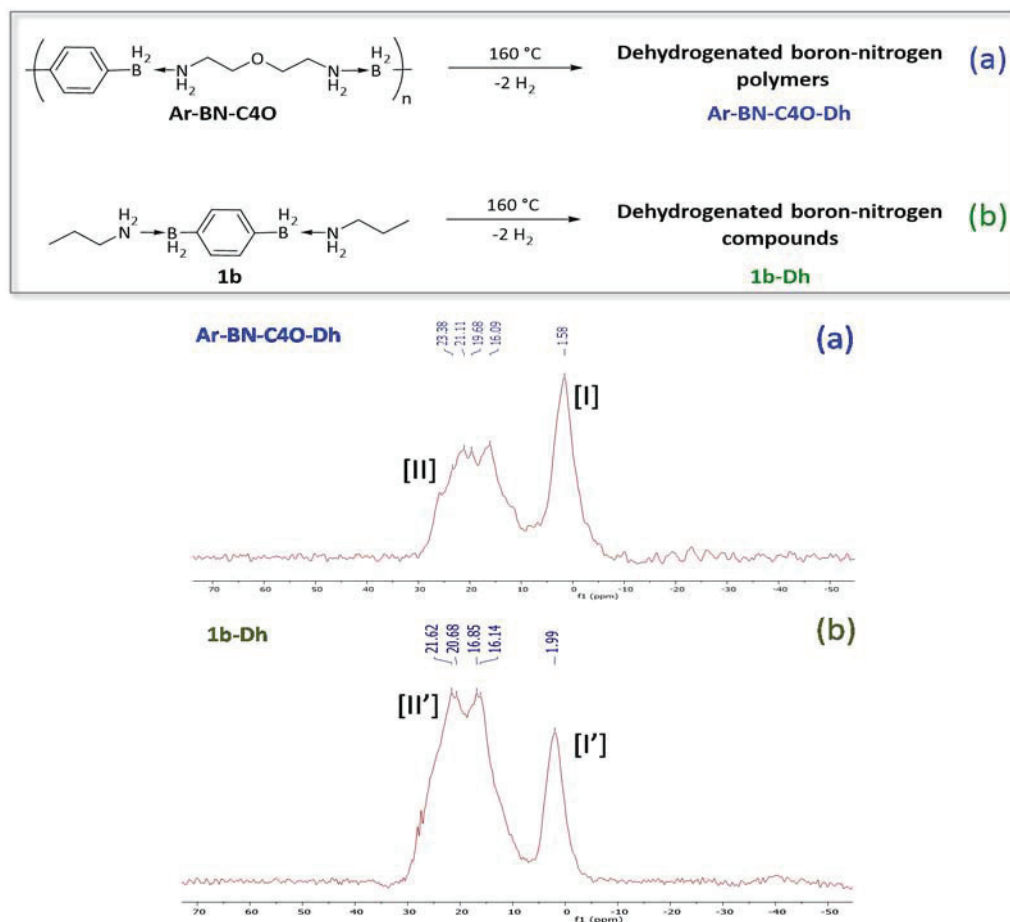 H₂
B
N
H₂
O
N
H₂
H₂
B
n
Ar-BN-C4O
160 °C
-2 H₂
Dehydrogenated boron-nitrogen
polymers
Ar-BN-C4O-Dh
(a)
H₂
N
B
H₂
H₂
B
N
H₂
1b
160 °C
-2 H₂
Dehydrogenated boron-nitrogen
compounds
1b-Dh
(b)
Ar-BN-C4O-Dh
23.38
21.11
19.68
16.09
1.58
(a)
[II]
[I]
70 60 50 40 30 20 10 0 -10 -20 -30 -40 -50
f1 (ppm)
1b-Dh
21.62
20.68
16.85
16.14
1.99
(b)
[II']
[I']
70 60 50 40 30 20 10 0 -10 -20 -30 -40 -50
f1 (ppm)